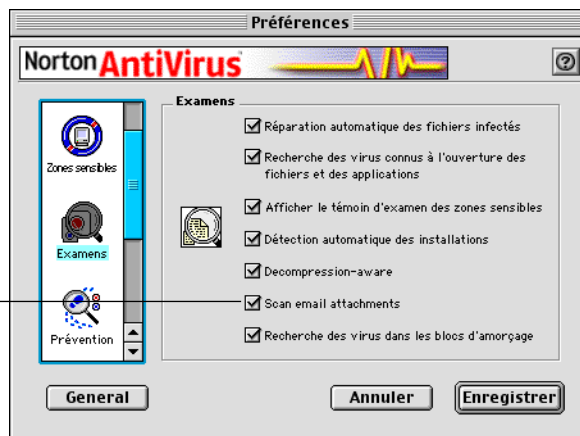 Préférences
Norton AntiVirus
?
Zones sensibles
Examens
Prévention
Examens
Réparation automatique des fichiers infectés
Recherche des virus connus à l'ouverture des
fichiers et des applications
Afficher le témoin d'examen des zones sensibles
Détection automatique des installations
Decompression-aware
Scan email attachments
Recherche des virus dans les blocs d'amorçage
General
Annuler
Enregistrer